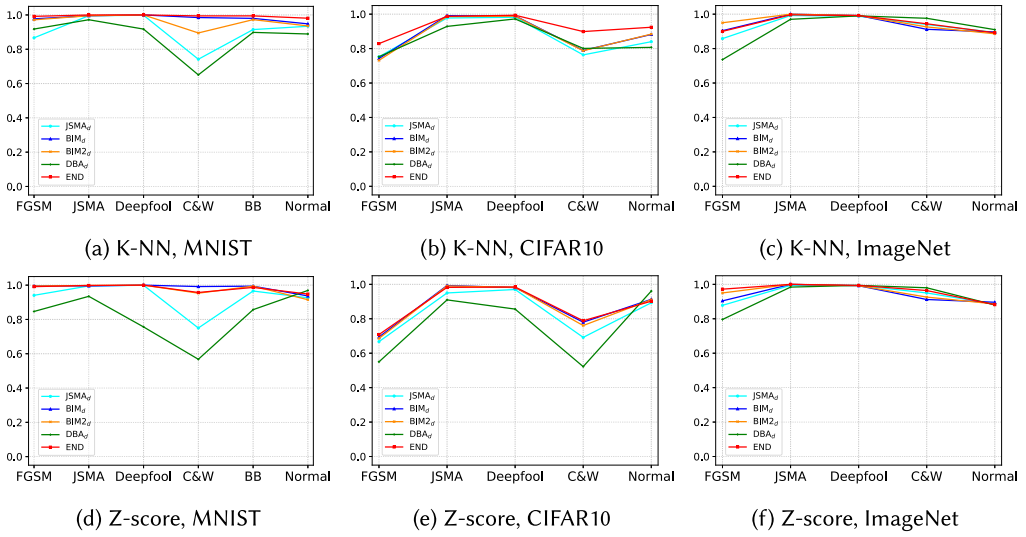 1.0
0.8
0.6
0.4
0.2
0.0
JSMA_d
BIM_d
BIM2_d
DBA_d
END
FGSM JSMA Deepfool C&W BB Normal
(a) K-NN, MNIST
1.0
0.8
0.6
0.4
0.2
0.0
JSMA_d
BIM_d
BIM2_d
DBA_d
END
FGSM JSMA Deepfool C&W Normal
(b) K-NN, CIFAR10
1.0
0.8
0.6
0.4
0.2
0.0
JSMA_d
BIM_d
BIM2_d
DBA_d
END
FGSM JSMA Deepfool C&W Normal
(c) K-NN, ImageNet
1.0
0.8
0.6
0.4
0.2
0.0
JSMA_d
BIM_d
BIM2_d
DBA_d
END
FGSM JSMA Deepfool C&W BB Normal
(d) Z-score, MNIST
1.0
0.8
0.6
0.4
0.2
0.0
JSMA_d
BIM_d
BIM2_d
DBA_d
END
FGSM JSMA Deepfool C&W Normal
(e) Z-score, CIFAR10
1.0
0.8
0.6
0.4
0.2
0.0
JSMA_d
BIM_d
BIM2_d
DBA_d
END
FGSM JSMA Deepfool C&W Normal
(f) Z-score, ImageNet